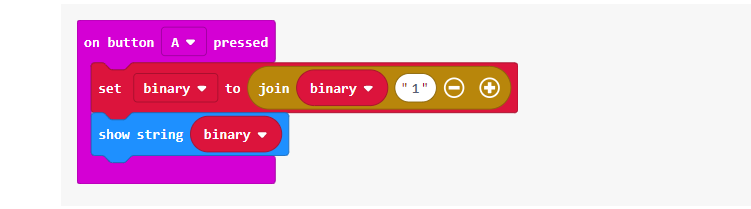 on button A pressed
set binary to join binary "1"
show string binary